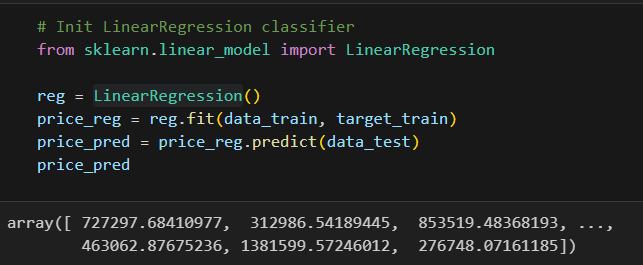 # Init LinearRegression classifier
from sklearn.linear_model import LinearRegression
reg = LinearRegression()
price_reg = reg.fit(data_train, target_train)
price_pred = price_reg.predict(data_test)
price_pred
array([ 727297.68410977,  312986.54189445,  853519.48368193, ...,
463062.87675236, 1381599.57246012,  276748.07161185])